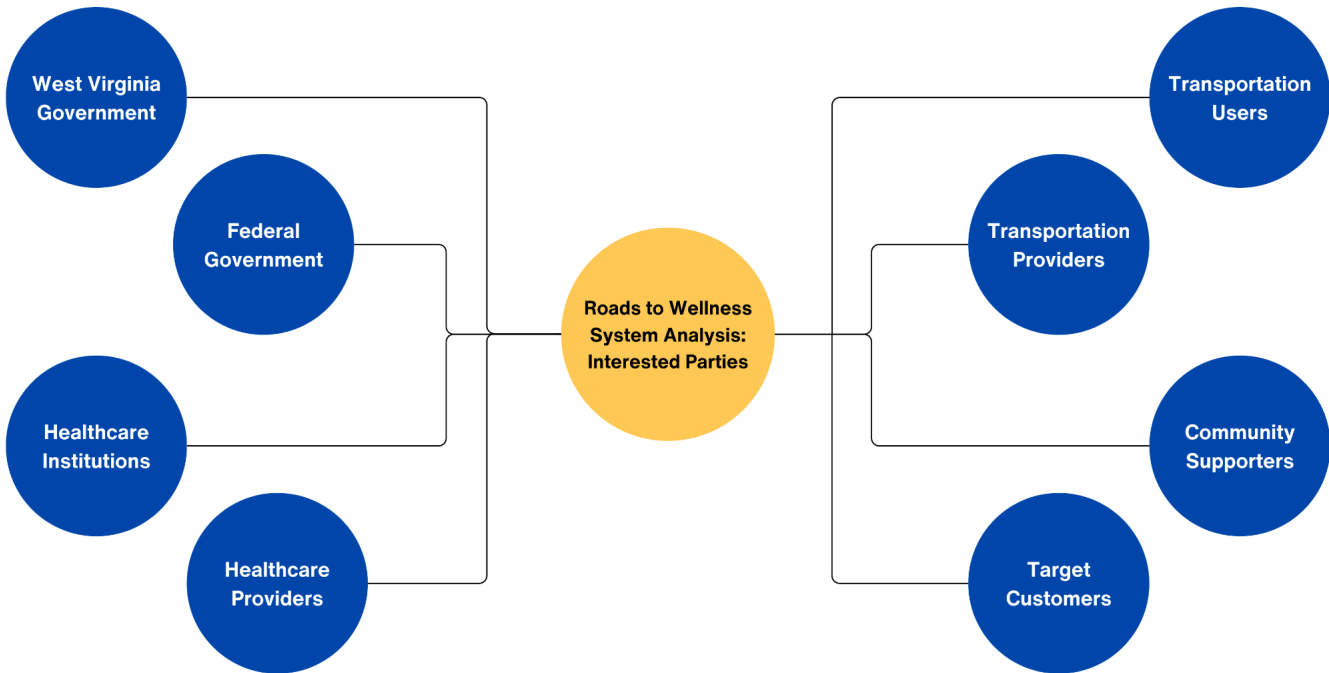 West Virginia
Government
Federal
Government
Healthcare
Institutions
Healthcare
Providers
Roads to Wellness
System Analysis:
Interested Parties
Transportation
Users
Transportation
Providers
Community
Supporters
Target
Customers